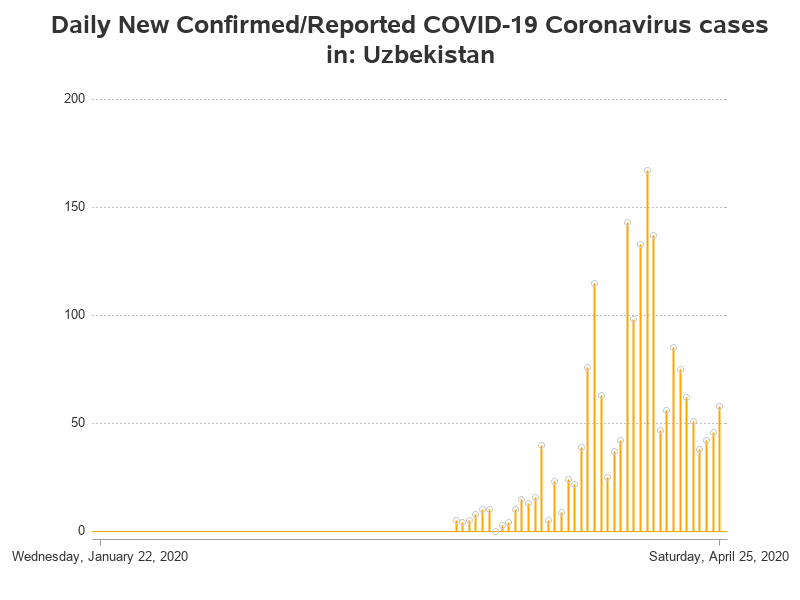 Daily New Confirmed/Reported COVID-19 Coronavirus cases
in: Uzbekistan
200
150
100
50
0
Wednesday, January 22, 2020 Saturday, April 25, 2020